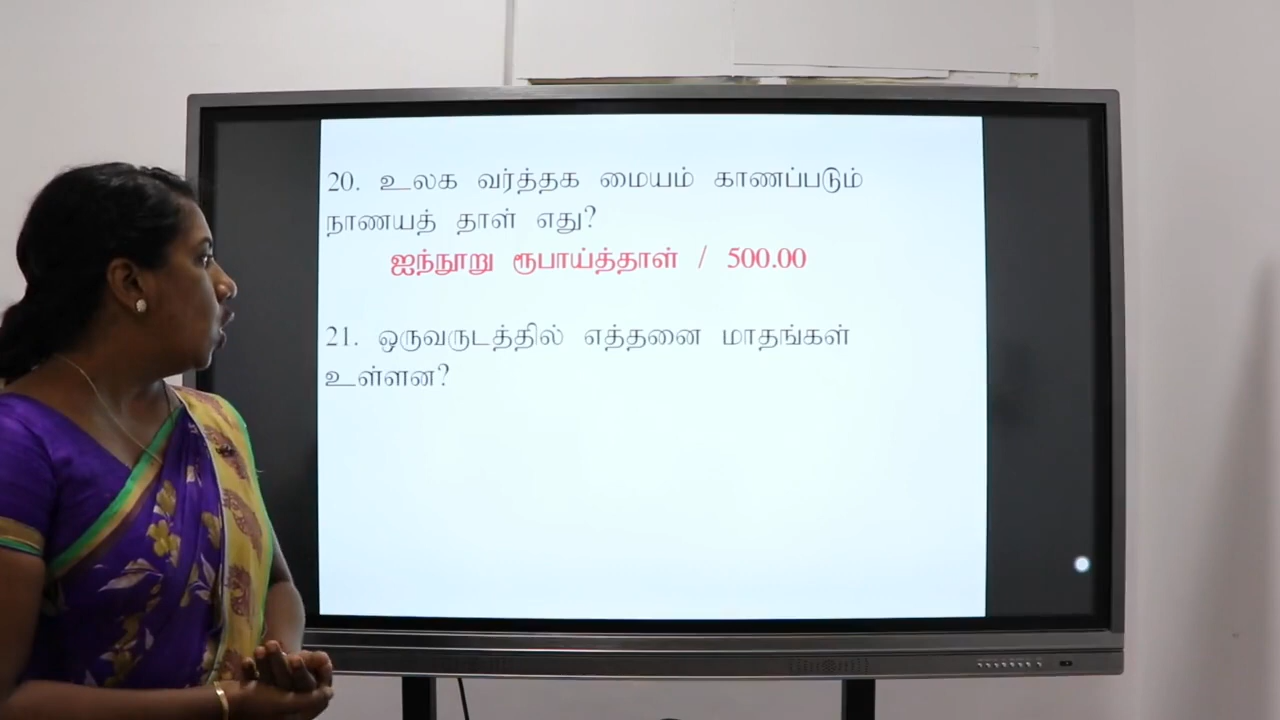 20. உலக வர்த்தக மையம் காணப்படும்
நாணயத் தாள் எது?
ஐந்நூறு ரூபாய்த்தாள் / 500.00
21. ஒருவருடத்தில் எத்தனை மாதங்கள்
உள்ளன?